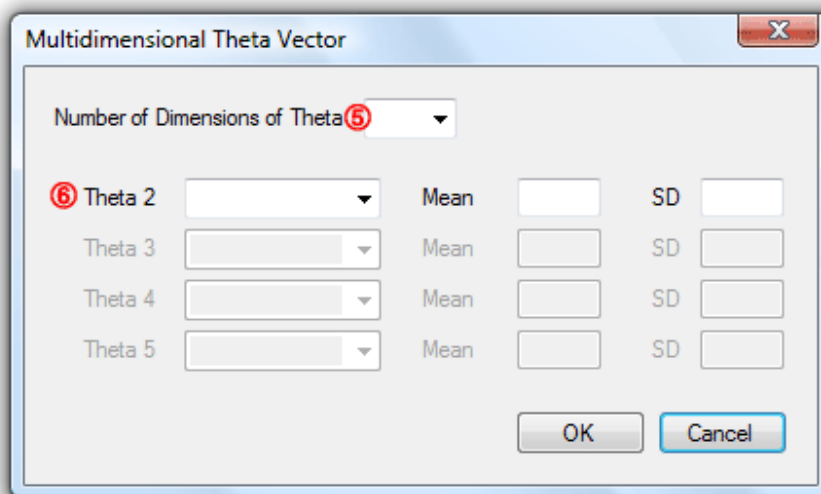 Multidimensional Theta Vector
Number of Dimensions of Theta ⑤
⑥ Theta 2 Mean SD
Theta 3 Mean SD
Theta 4 Mean SD
Theta 5 Mean SD
OK Cancel